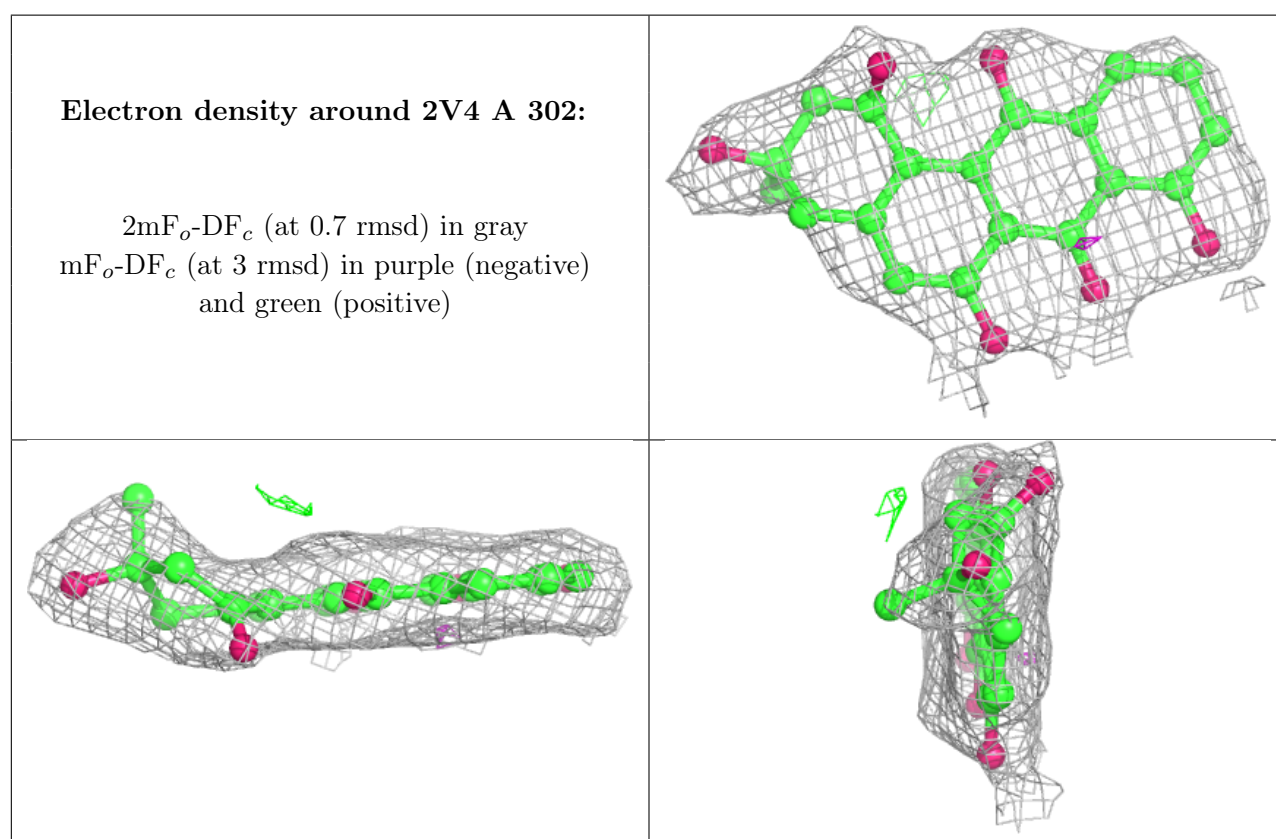 Electron density around 2V4 A 302:
2mFₒ-DF𝒸 (at 0.7 rmsd) in gray
mFₒ-DF𝒸 (at 3 rmsd) in purple (negative)
and green (positive)